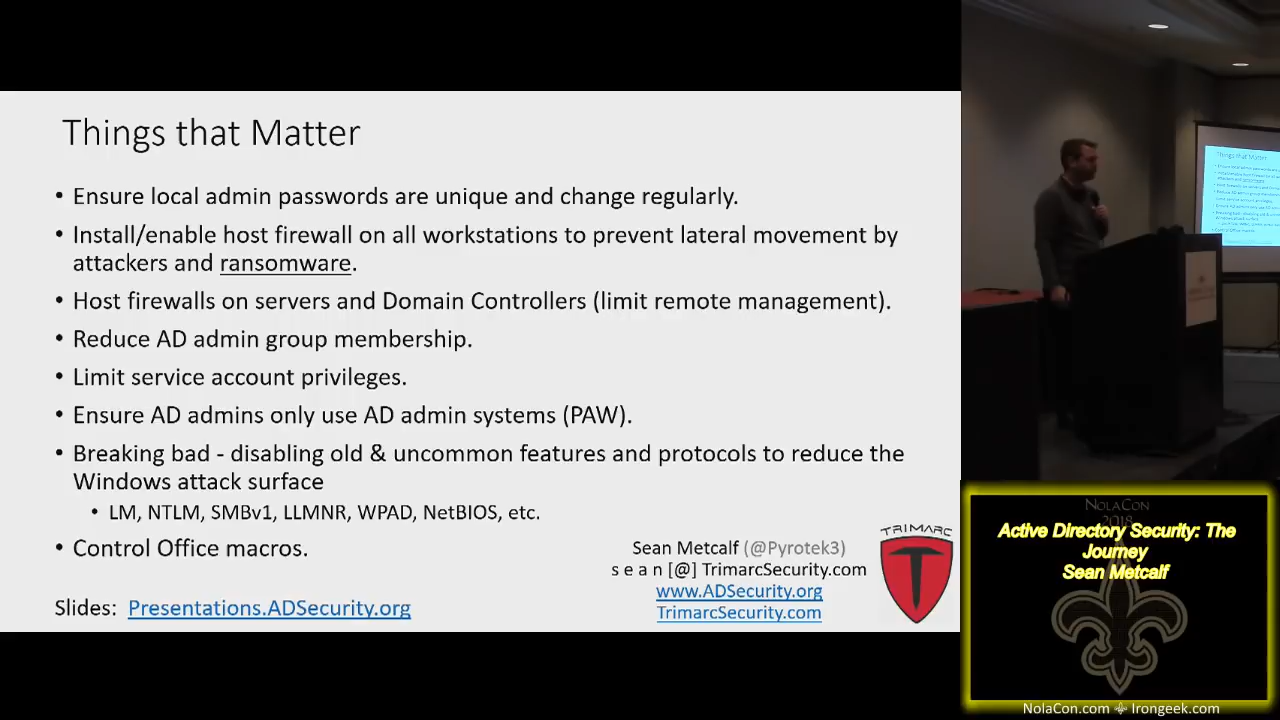 Things that Matter
• Ensure local admin passwords are unique and change regularly.
• Install/enable host firewall on all workstations to prevent lateral movement by
attackers and ransomware.
• Host firewalls on servers and Domain Controllers (limit remote management).
• Reduce AD admin group membership.
• Limit service account privileges.
• Ensure AD admins only use AD admin systems (PAW).
• Breaking bad - disabling old & uncommon features and protocols to reduce the
Windows attack surface
• LM, NTLM, SMBv1, LLMNR, WPAD, NetBIOS, etc.
• Control Office macros.
Slides: Presentations.ADSecurity.org
Sean Metcalf (@Pyrotek3)
s e a n [@] TrimarcSecurity.com
www.ADSecurity.org
TrimarcSecurity.com
TRIMARC
Things that Matter
NOLACON
2018
Active Directory Security: The
Journey
Sean Metcalf
NolaCon.com ⚜ Irongeek.com